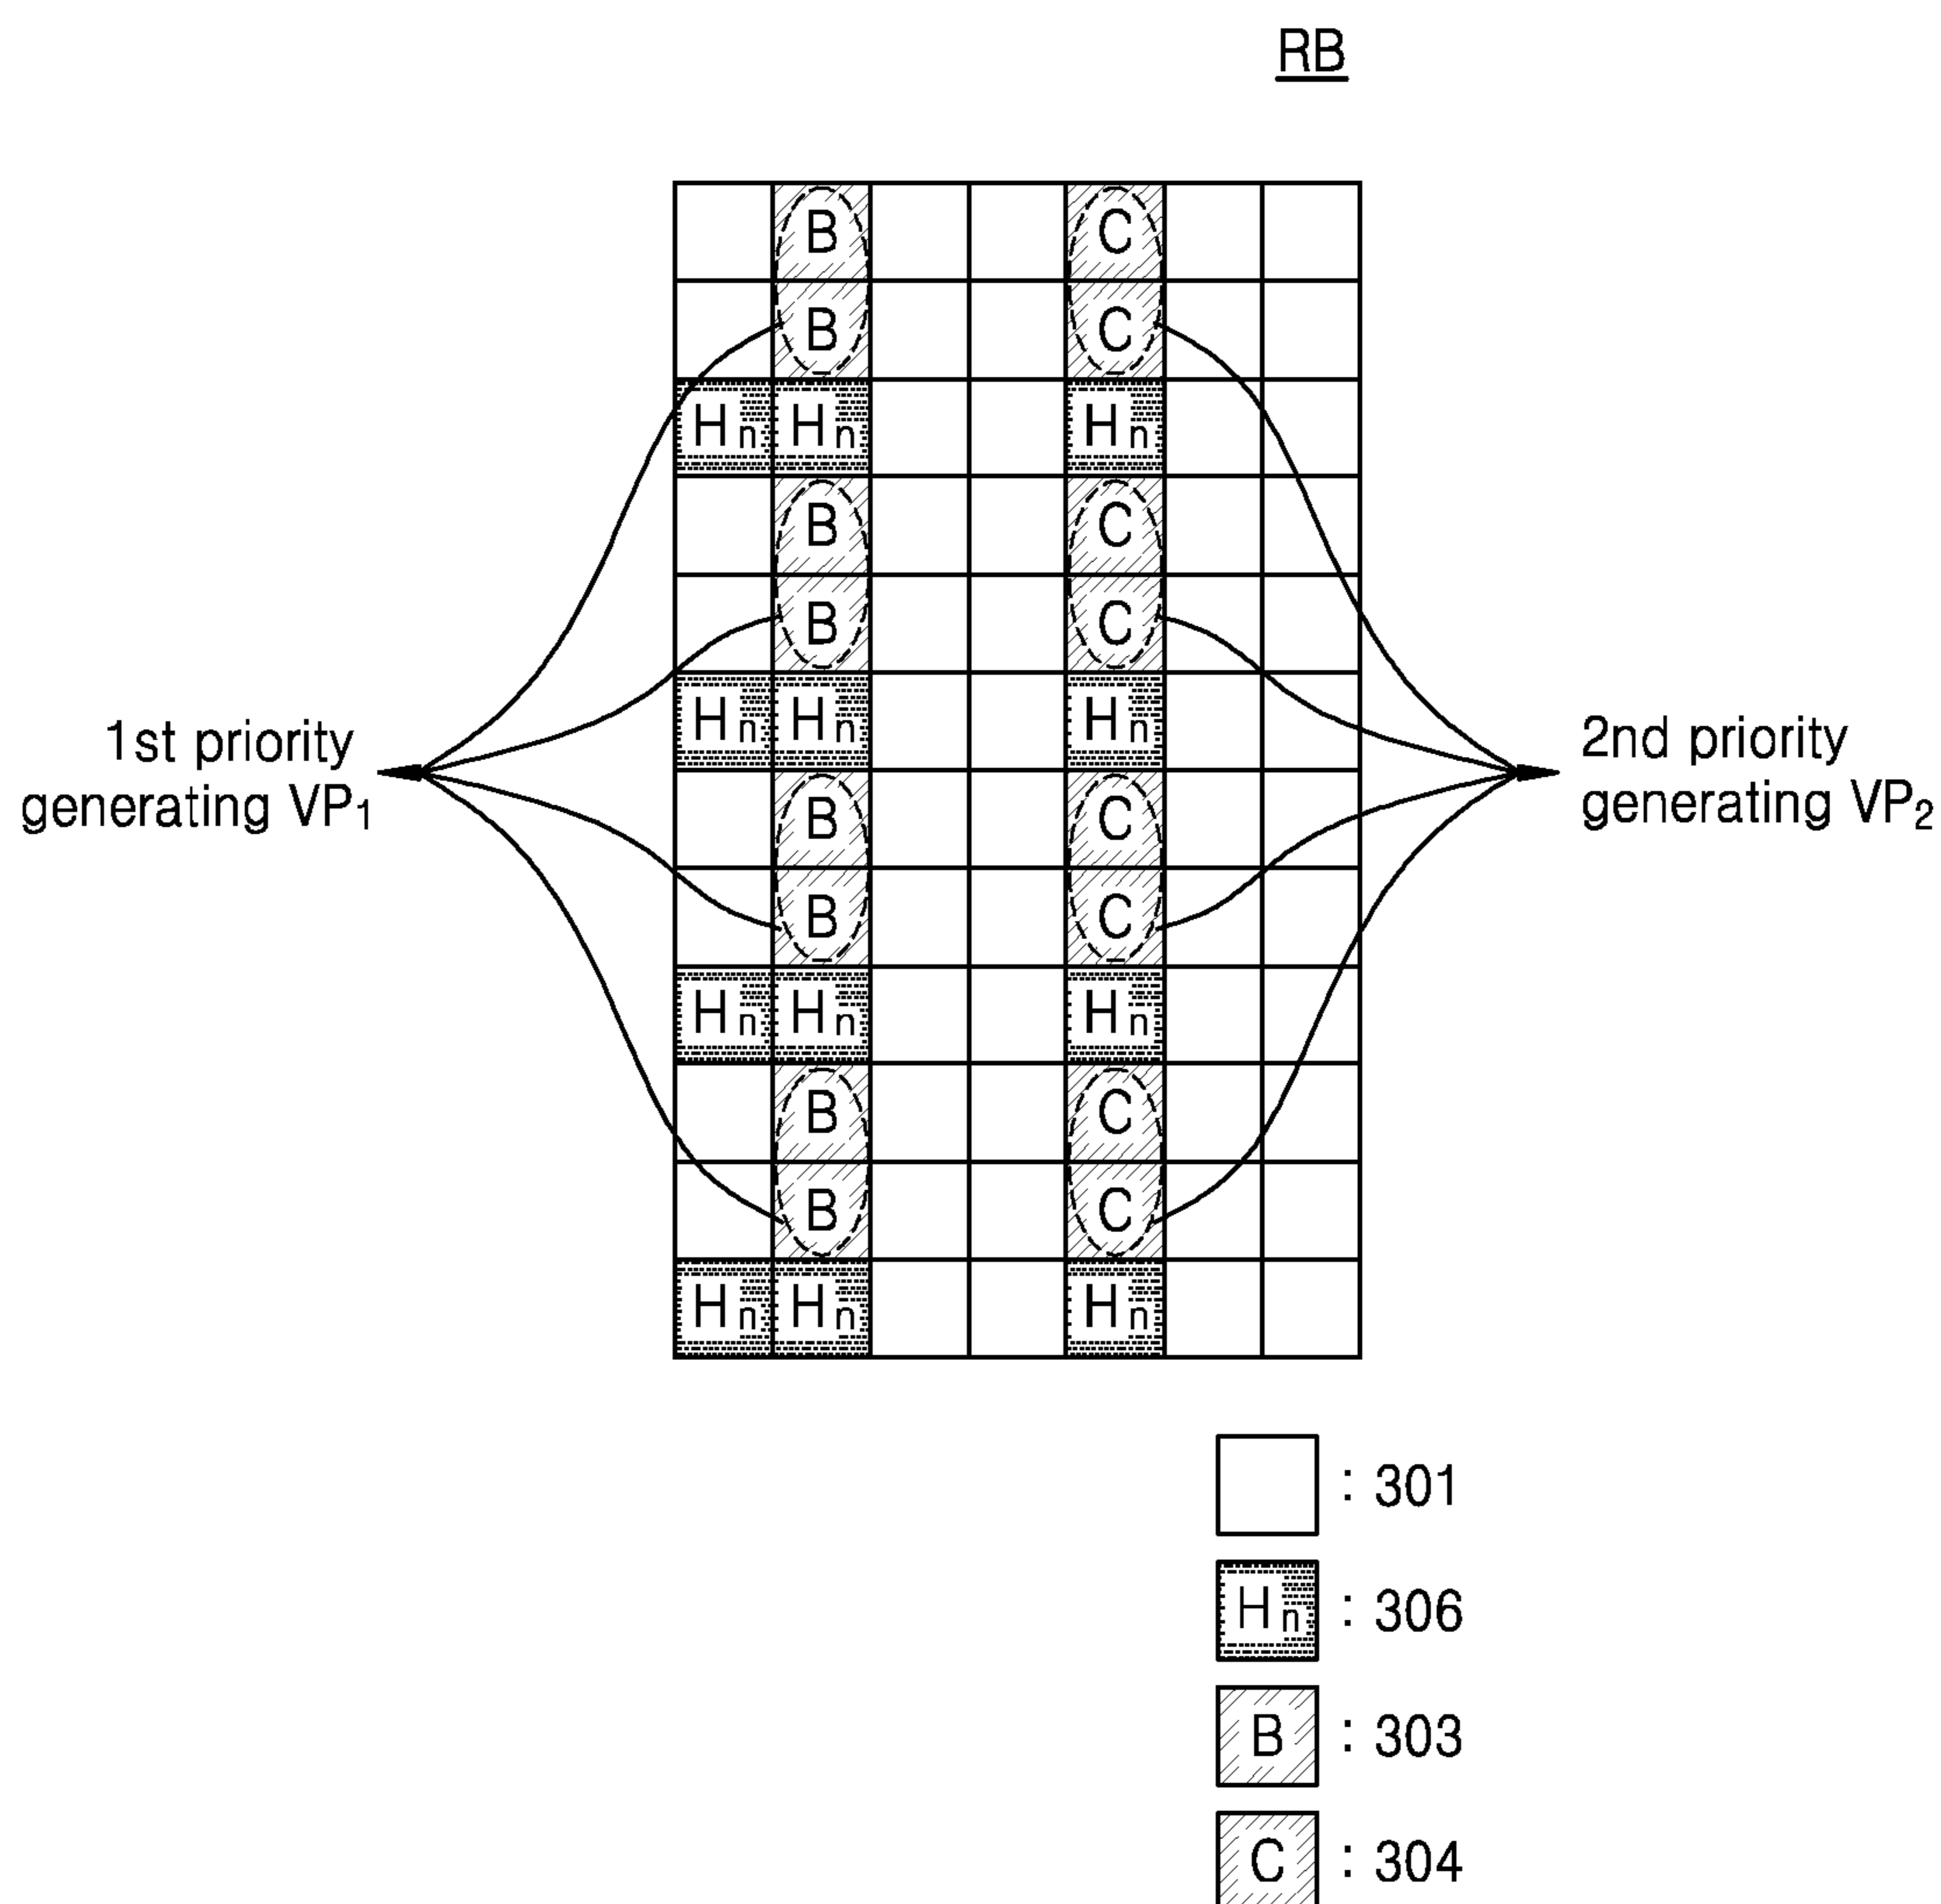 RB
B C
B C
Hn Hn Hn
B C
1st priority
generating VP1
2nd priority
generating VP2
B C
Hn Hn Hn
B C
B C
Hn Hn Hn
B C
B C
Hn Hn Hn
: 301
Hn : 306
B : 303
C : 304